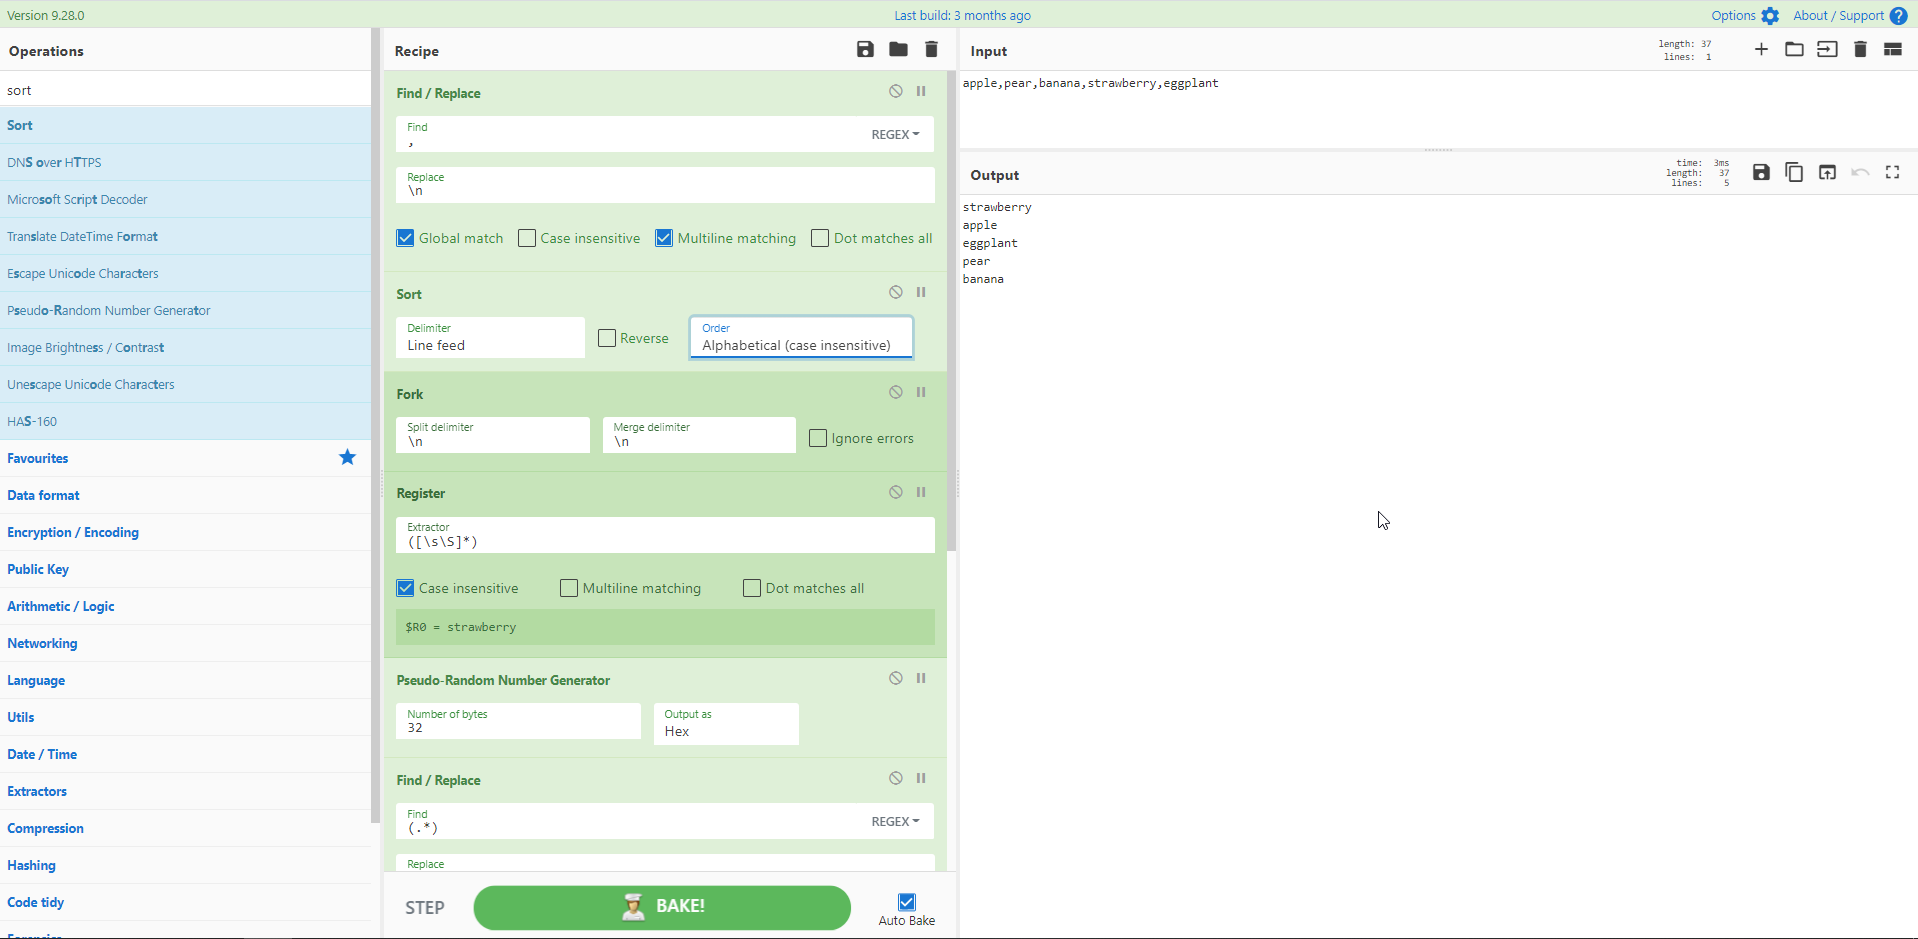 Version 9.28.0
Last build: 3 months ago
Options
About / Support
Operations
sort
Sort
DNS over HTTPS
Microsoft Script Decoder
Translate DateTime Format
Escape Unicode Characters
Pseudo-Random Number Generator
Image Brightness / Contrast
Unescape Unicode Characters
HAS-160
Favourites
Data format
Encryption / Encoding
Public Key
Arithmetic / Logic
Networking
Language
Utils
Date / Time
Extractors
Compression
Hashing
Code tidy
Recipe
Find / Replace
Find
,
REGEX
Replace
\n
Global match
Case insensitive
Multiline matching
Dot matches all
Sort
Delimiter
Line feed
Reverse
Order
Alphabetical (case insensitive)
Fork
Split delimiter
\n
Merge delimiter
\n
Ignore errors
Register
Extractor
([\s\S]*)
Case insensitive
Multiline matching
Dot matches all
$R0 = strawberry
Pseudo-Random Number Generator
Number of bytes
32
Output as
Hex
Find / Replace
Find
(.*)
REGEX
Replace
STEP
BAKE!
Auto Bake
Input
length: 37
lines: 1
apple,pear,banana,strawberry,eggplant
Output
time: 3ms
length: 37
lines: 5
strawberry
apple
eggplant
pear
banana